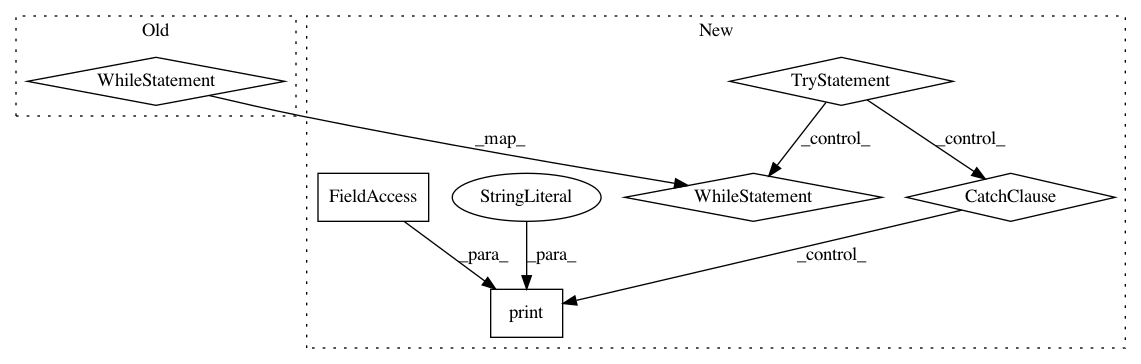 Old
New
WhileStatement
TryStatement
_map_
_control_
_control_
FieldAccess
StringLiteral
WhileStatement
CatchClause
_para_
_para_
_control_
print